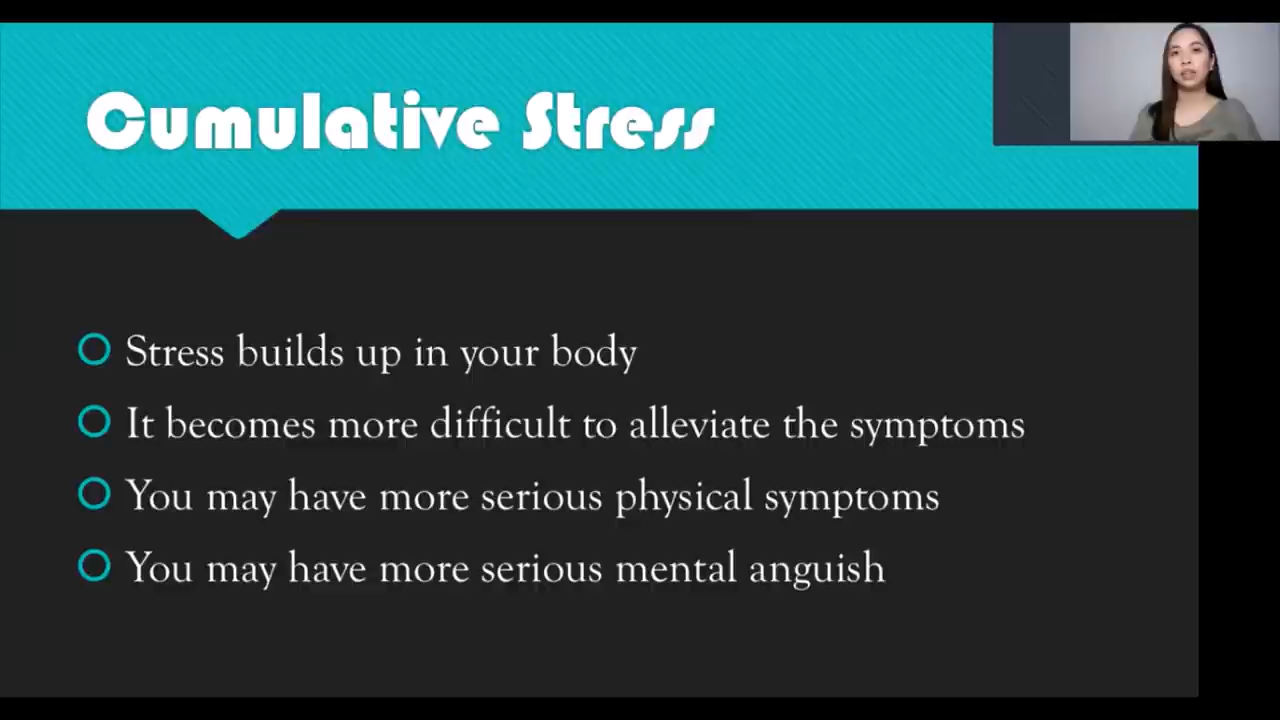 Cumulative Stress
Stress builds up in your body
It becomes more difficult to alleviate the symptoms
You may have more serious physical symptoms
You may have more serious mental anguish